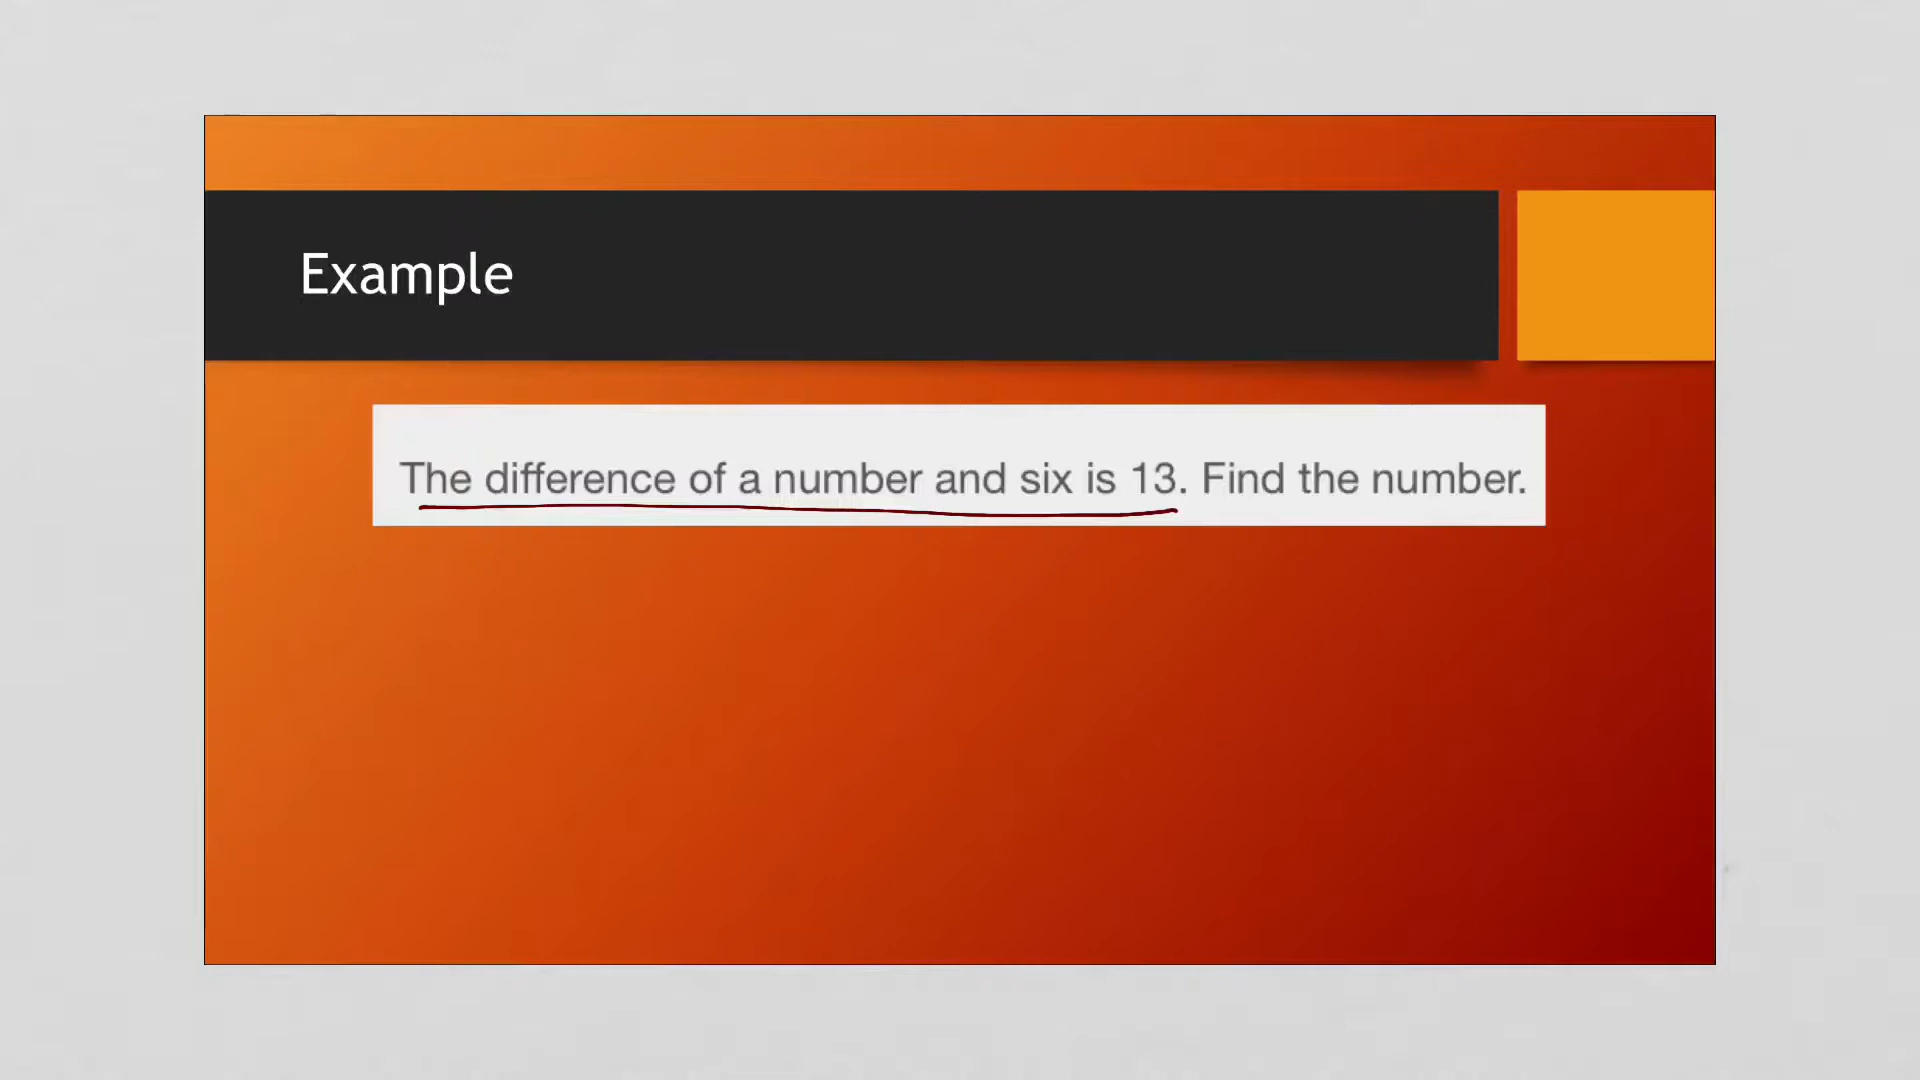 Example
The difference of a number and six is 13. Find the number.